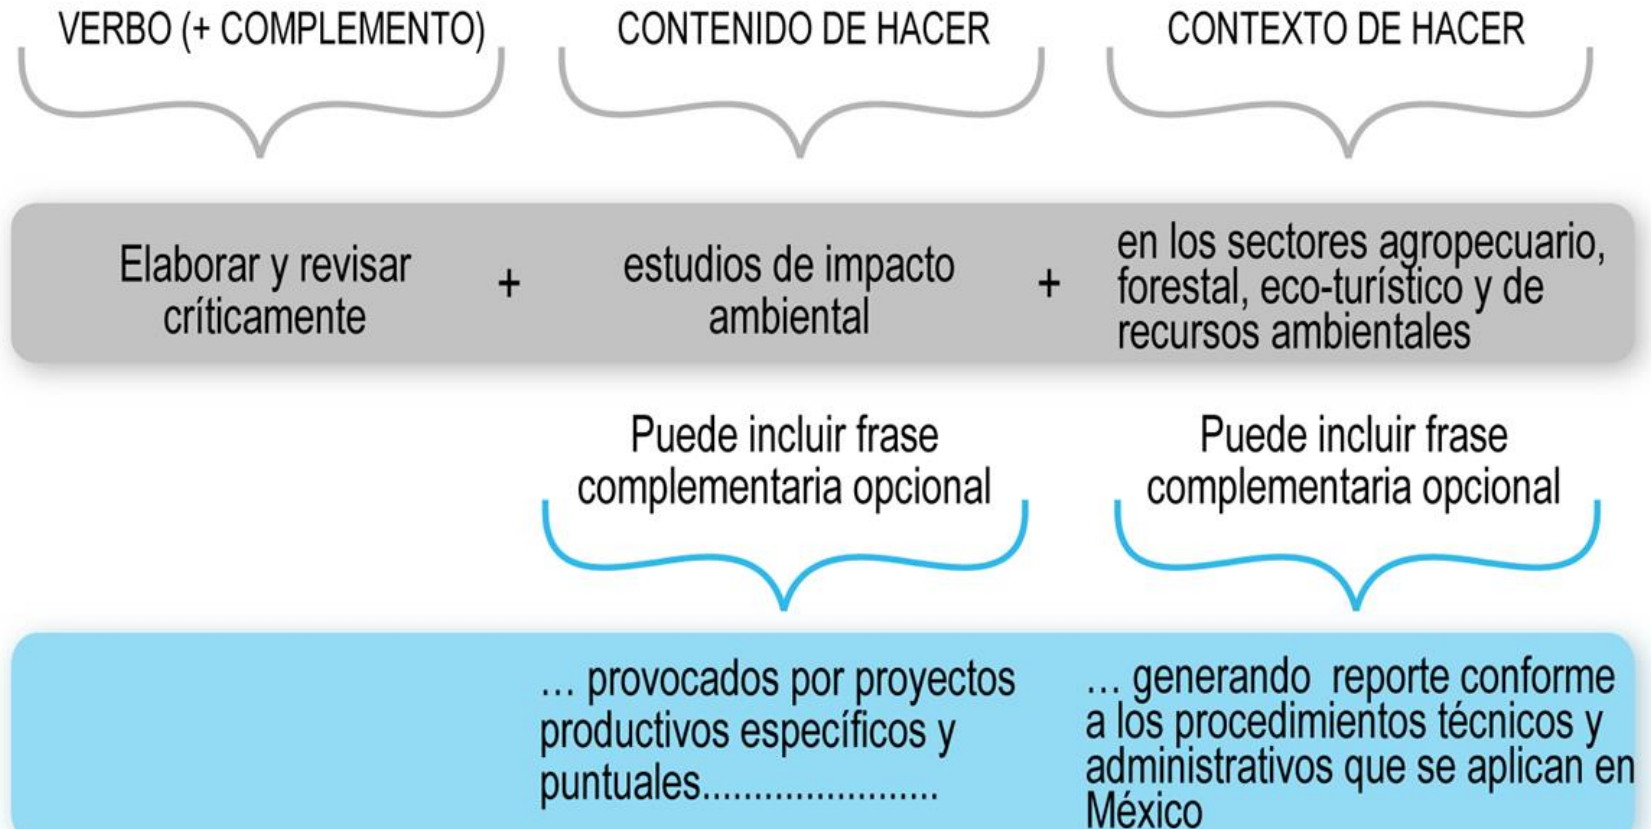 VERBO (+ COMPLEMENTO)
CONTENIDO DE HACER
CONTEXTO DE HACER
Elaborar y revisar
críticamente
+
estudios de impacto
ambiental
+
en los sectores agropecuario,
forestal, eco-turístico y de
recursos ambientales
Puede incluir frase
complementaria opcional
Puede incluir frase
complementaria opcional
... provocados por proyectos
productivos específicos y
puntuales.......................
... generando  reporte conforme
a los procedimientos técnicos y
administrativos que se aplican en
México